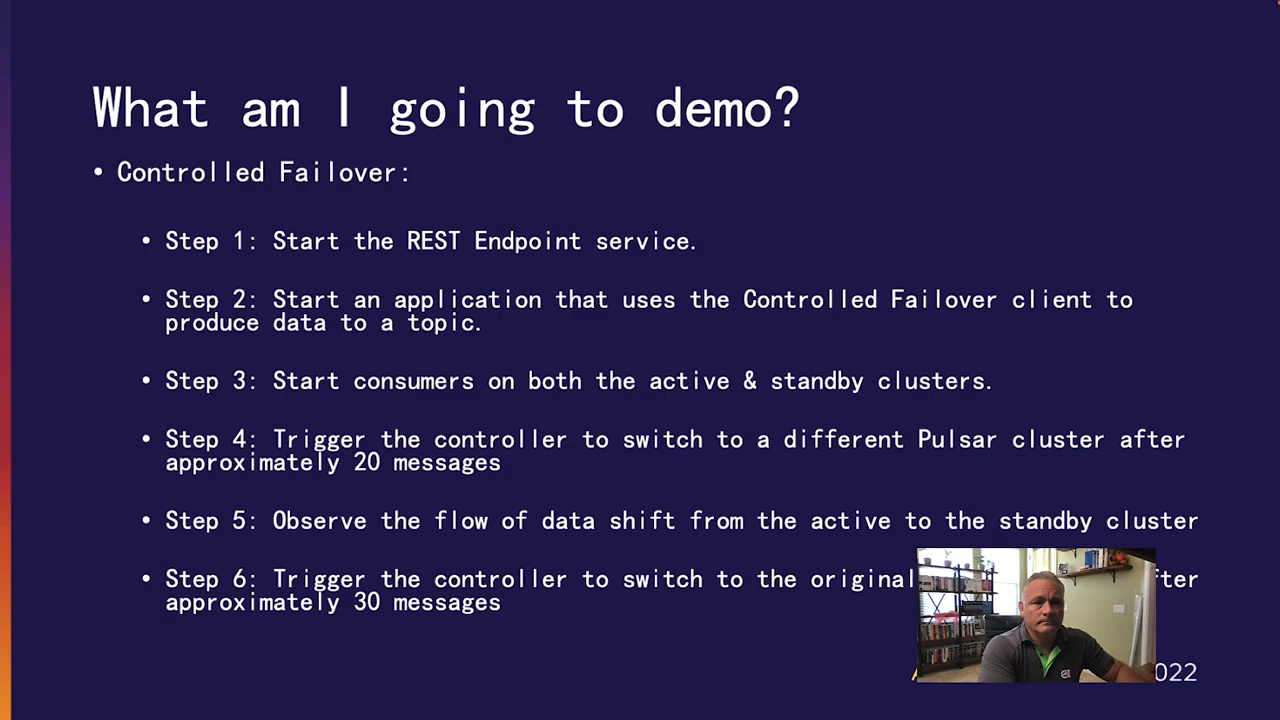 What am I going to demo?
• Controlled Failover:
• Step 1: Start the REST Endpoint service.
• Step 2: Start an application that uses the Controlled Failover client to
produce data to a topic.
• Step 3: Start consumers on both the active & standby clusters.
• Step 4: Trigger the controller to switch to a different Pulsar cluster after
approximately 20 messages
• Step 5: Observe the flow of data shift from the active to the standby cluster
• Step 6: Trigger the controller to switch to the original
approximately 30 messages